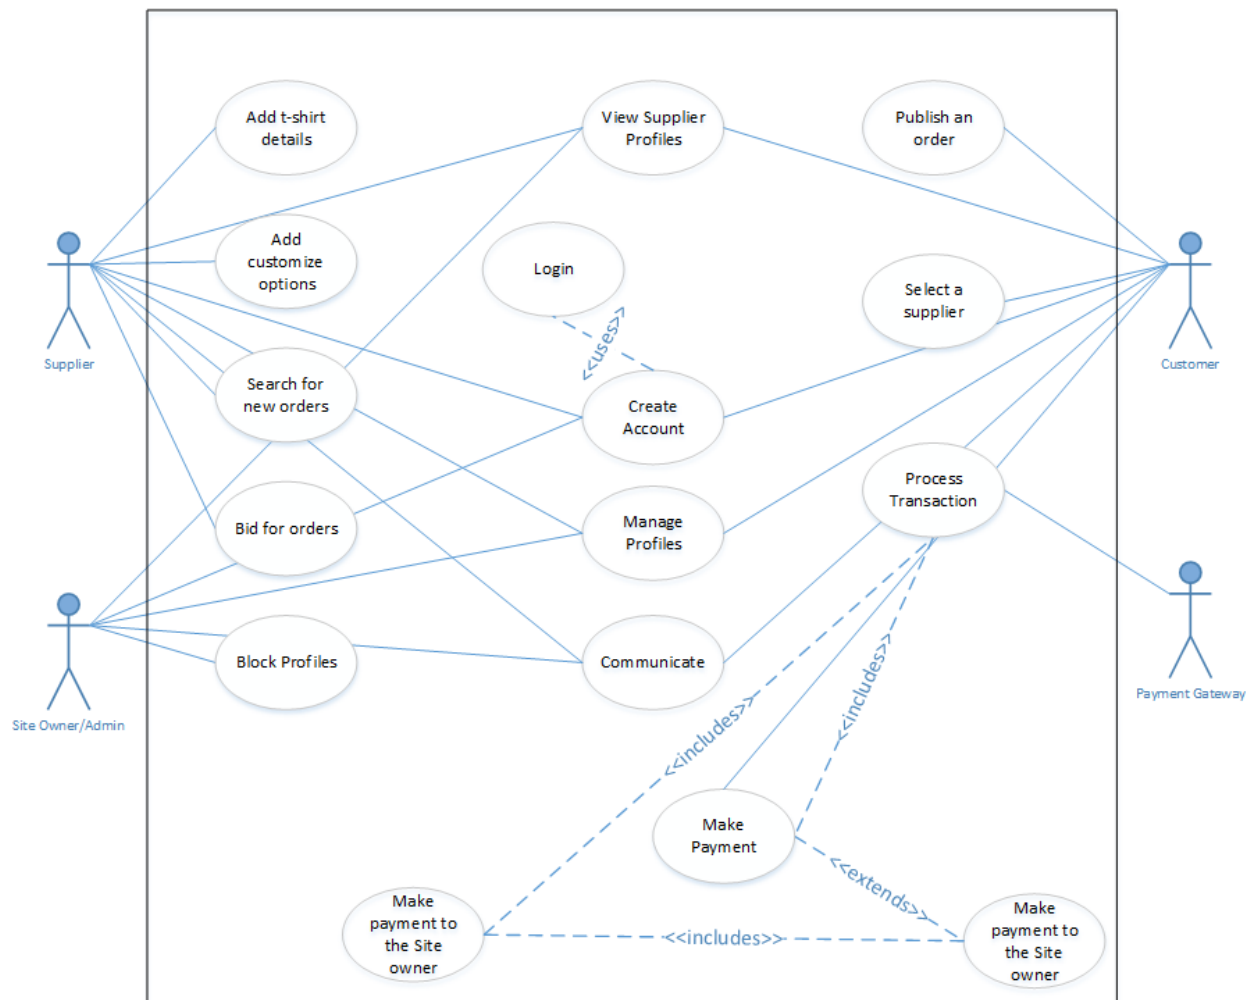 Add t-shirt
details
View Supplier
Profiles
Publish an
order
Add
customize
options
Login
Select a
supplier
Supplier
Customer
<<uses>>
Search for
new orders
Create
Account
Process
Transaction
Bid for orders
Manage
Profiles
Block Profiles
Communicate
Site Owner/Admin
Payment Gateway
<<includes>>
<<includes>>
Make
Payment
<<extends>>
Make
payment to
the Site
owner
<<includes>>
Make
payment to
the Site
owner